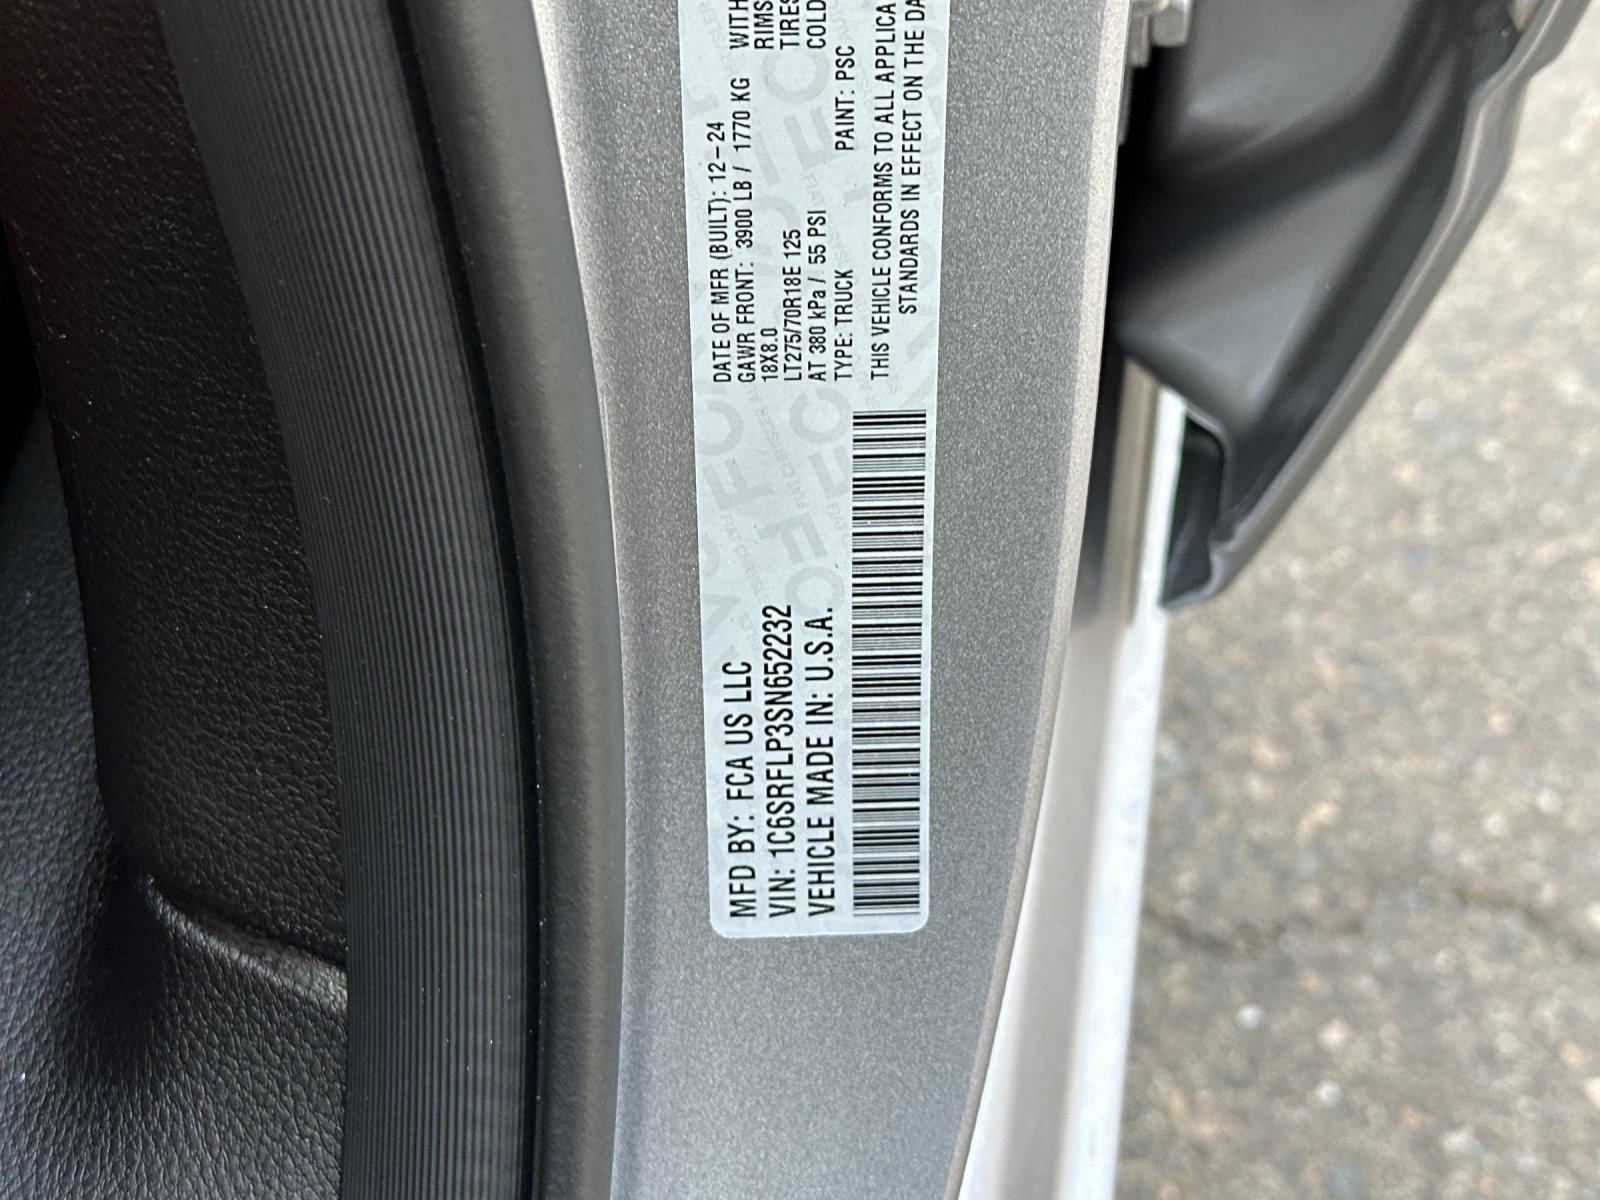 MFD BY: FCA US LLC
VIN: 1C6SRFLP3SN652232
VEHICLE MADE IN: U.S.A.
DATE OF MFR (BUILT): 12-24
GAWR FRONT: 3900 LB / 1770 KG WITH
18X8.0 RIMS
LT275/70R18E 125 TIRES
AT 380 kPa / 55 PSI COLD
TYPE: TRUCK PAINT: PSC
THIS VEHICLE CONFORMS TO ALL APPLICA
STANDARDS IN EFFECT ON THE DA